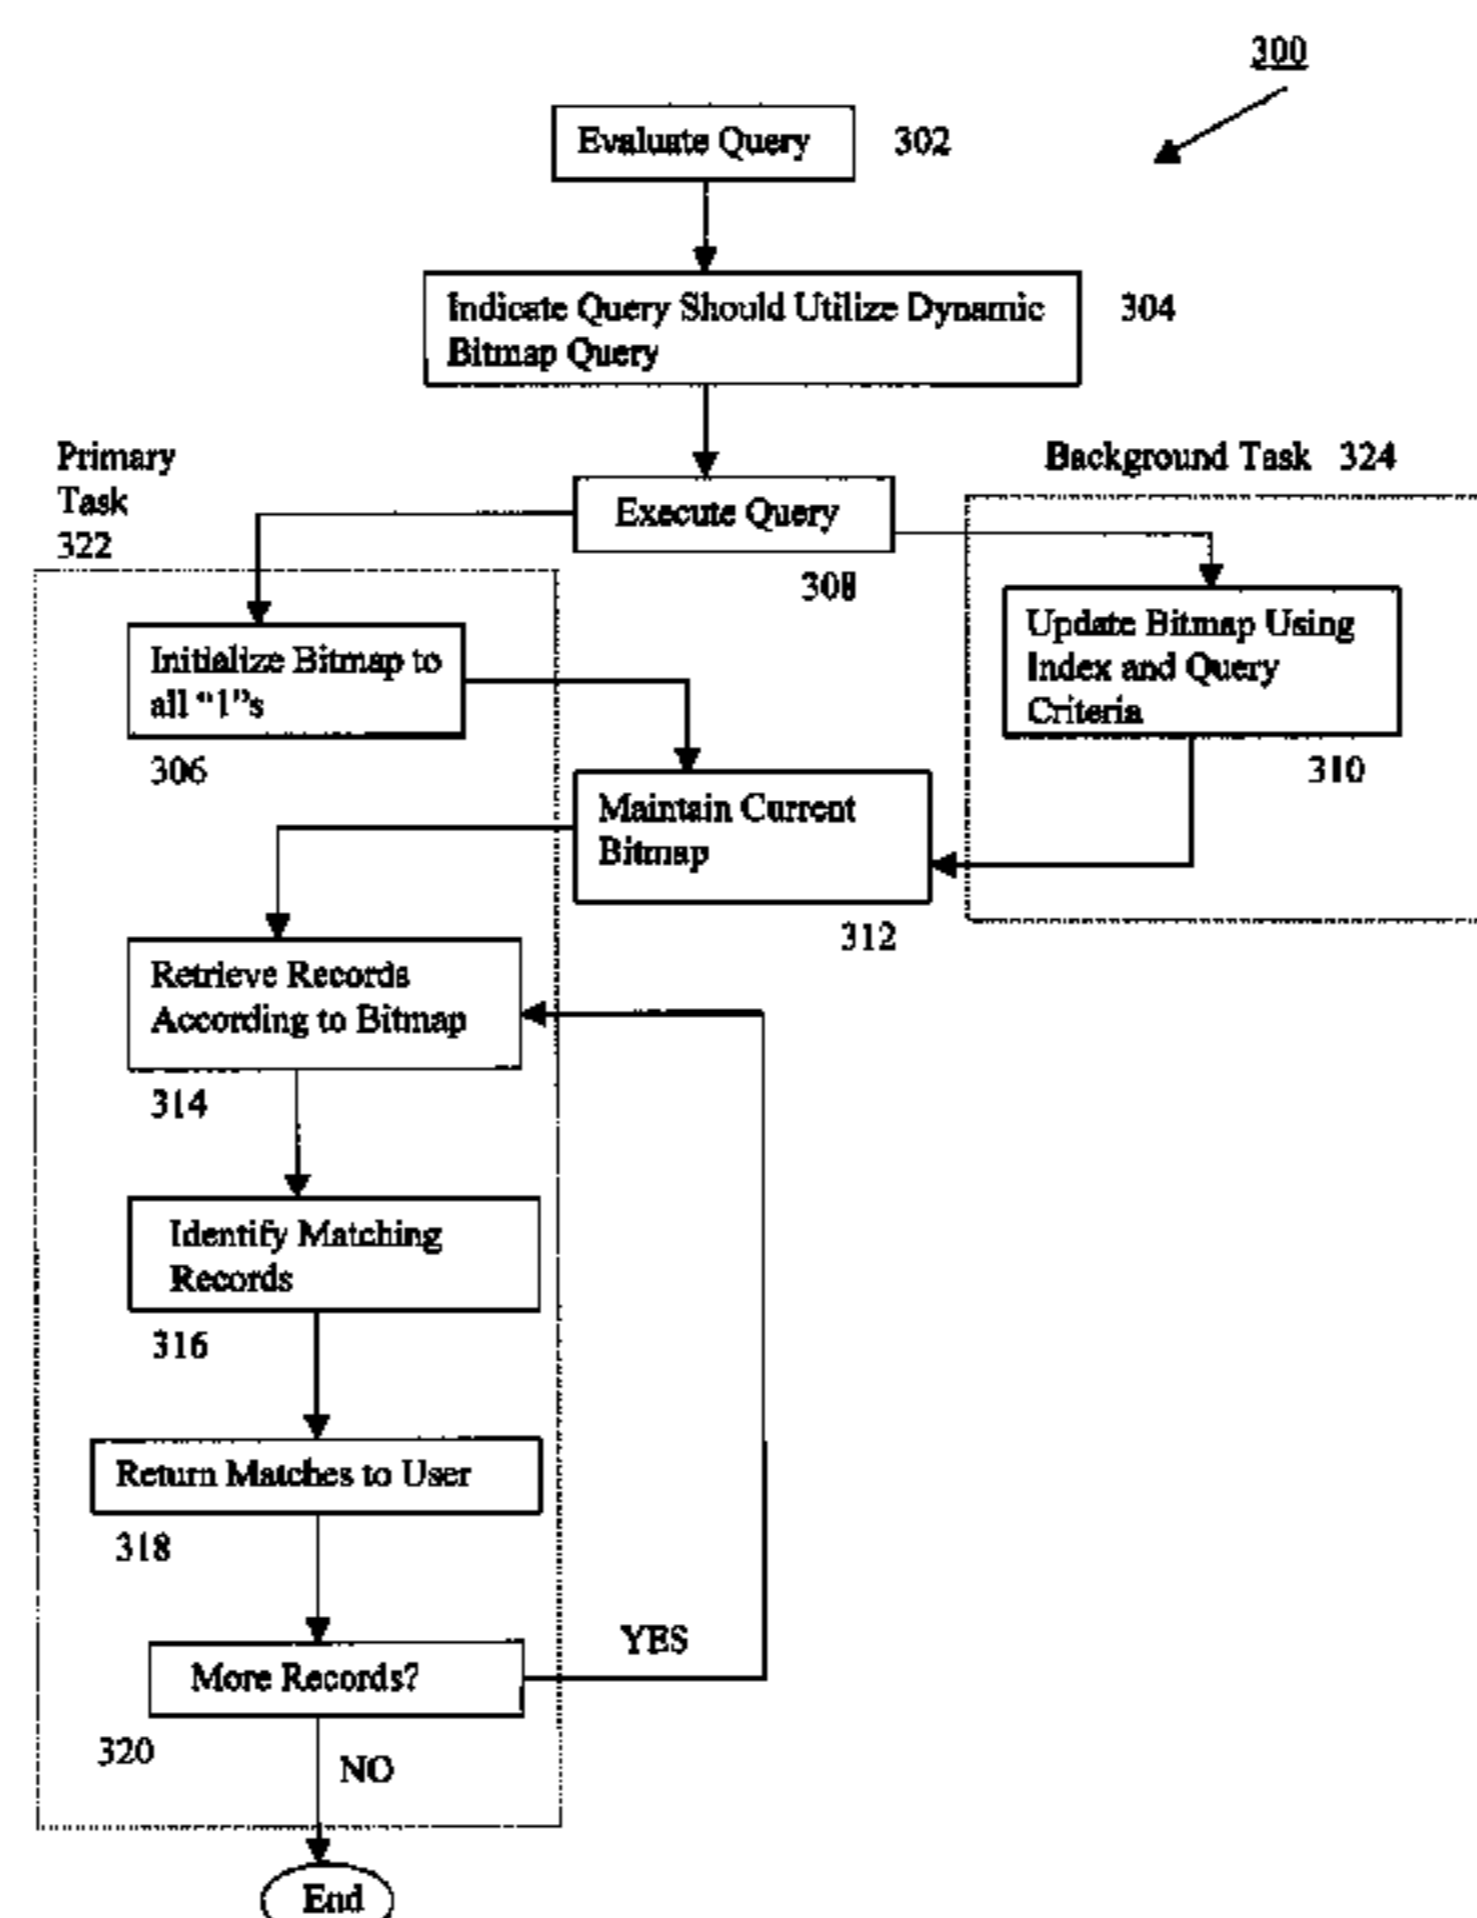 300
Evaluate Query
302
Indicate Query Should Utilize Dynamic
Bitmap Query
304
Primary
Task
322
Background Task 324
Execute Query
308
Initialize Bitmap to
all “1”s
306
Update Bitmap Using
Index and Query
Criteria
310
Maintain Current
Bitmap
312
Retrieve Records
According to Bitmap
314
Identify Matching
Records
316
Return Matches to User
318
More Records?
YES
320
NO
End